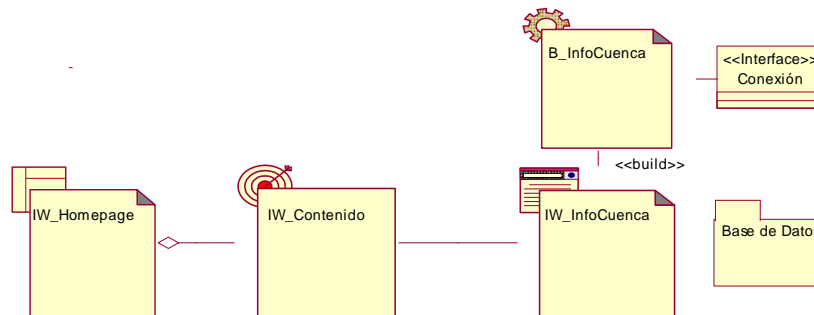 B_InfoCuenca
<<Interface>>
Conexión
<<build>>
IW_Homepage
IW_Contenido
IW_InfoCuenca
Base de Dato